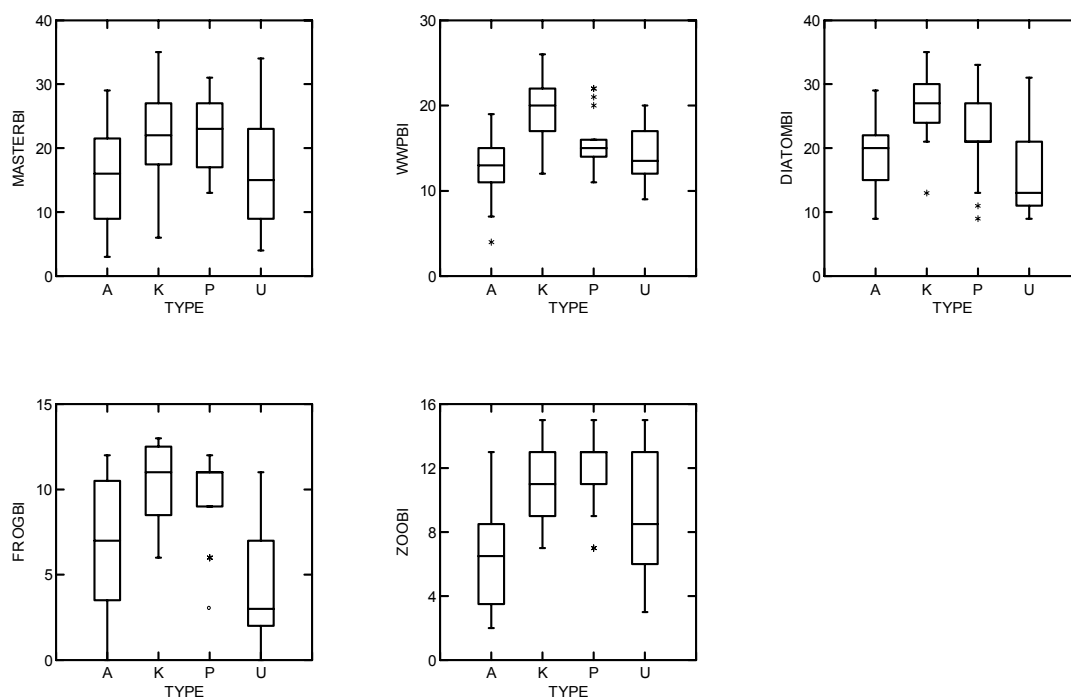 MASTERBI
40
30
20
10
0
A K P U
TYPE
WWPBI
30
20
10
0
A K P U
TYPE
DIATOMBI
40
30
20
10
0
A K P U
TYPE
FROGBI
15
10
5
0
A K P U
TYPE
ZOOBI
16
12
8
4
0
A K P U
TYPE